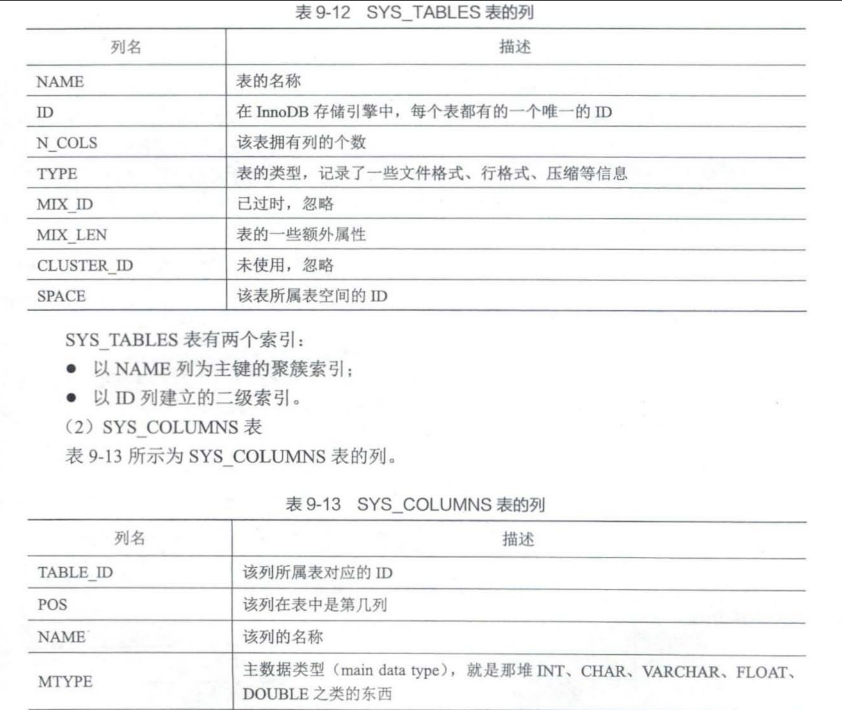 表 9-12 SYS_TABLES 表的列
列名 描述
NAME 表的名称
ID 在 InnoDB 存储引擎中，每个表都有的一个唯一的 ID
N_COLS 该表拥有列的个数
TYPE 表的类型，记录了一些文件格式、行格式、压缩等信息
MIX_ID 已过时，忽略
MIX_LEN 表的一些额外属性
CLUSTER_ID 未使用，忽略
SPACE 该表所属表空间的 ID
SYS_TABLES 表有两个索引：
● 以 NAME 列为主键的聚簇索引；
● 以 ID 列建立的二级索引。
（2）SYS_COLUMNS 表
表 9-13 所示为 SYS_COLUMNS 表的列。
表 9-13 SYS_COLUMNS 表的列
列名 描述
TABLE_ID 该列所属表对应的 ID
POS 该列在表中是第几列
NAME 该列的名称
MTYPE 主数据类型（main data type），就是那堆 INT、CHAR、VARCHAR、FLOAT、
DOUBLE 之类的东西